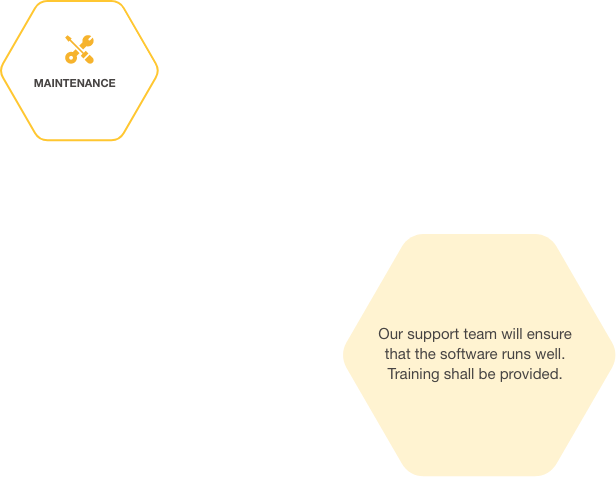 MAINTENANCE
Our support team will ensure
that the software runs well.
Training shall be provided.